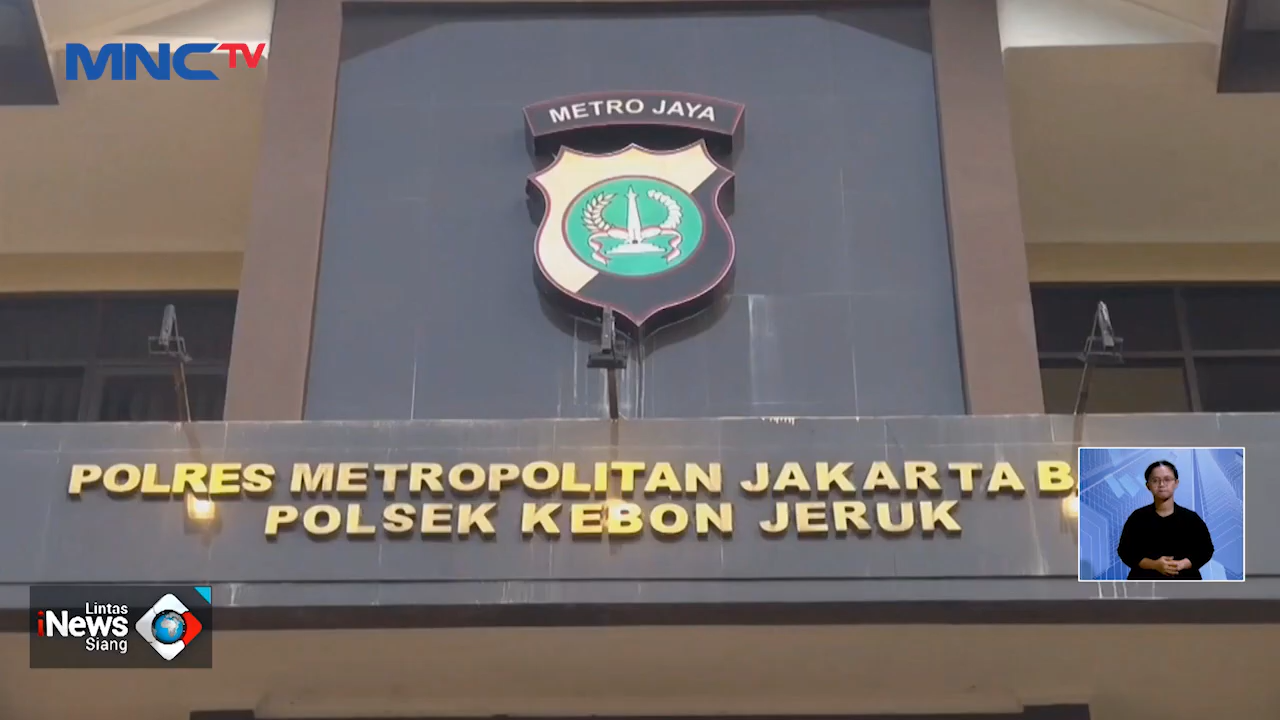 MNCTV
METRO JAYA
POLRES METROPOLITAN JAKARTA
POLSEK KEBON JERUK
Lintas
iNews
Siang